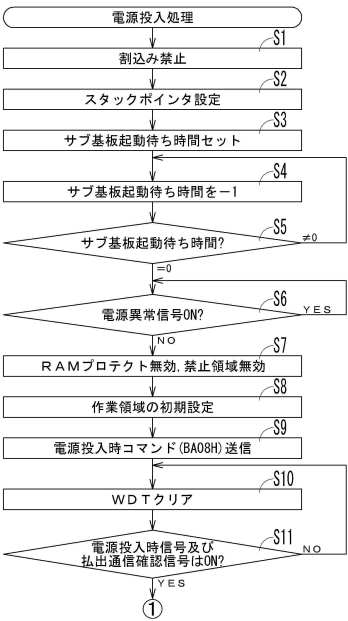 電源投入処理
S1
割込み禁止
S2
スタックポインタ設定
S3
サブ基板起動待ち時間セット
S4
サブ基板起動待ち時間を－1
S5
サブ基板起動待ち時間?
≠0
=0
S6
電源異常信号ON?
YES
NO
S7
RAMプロテクト無効,禁止領域無効
S8
作業領域の初期設定
S9
電源投入時コマンド(BA08H)送信
S10
WDTクリア
S11
電源投入時信号及び
払出通信確認信号はON?
NO
YES
1